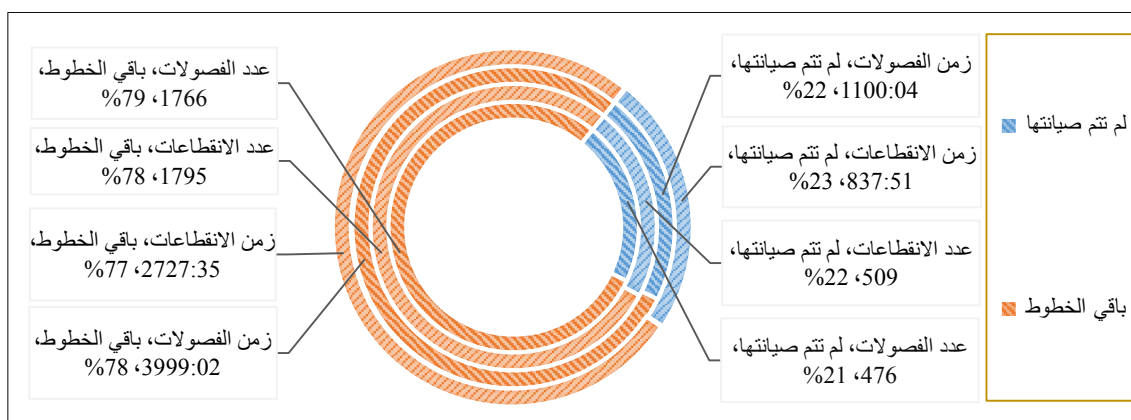 زمن الفصولات، لم تتم صيانتها،
1100:04، 22%
زمن الانقطاعات، لم تتم صيانتها،
837:51، 23%
عدد الانقطاعات، لم تتم صيانتها،
509، 22%
عدد الفصولات، لم تتم صيانتها،
476، 21%
عدد الفصولات، باقي الخطوط،
1766، 79%
عدد الانقطاعات، باقي الخطوط،
1795، 78%
زمن الانقطاعات، باقي الخطوط،
2727:35، 77%
زمن الفصولات، باقي الخطوط،
3999:02، 78%
لم تتم صيانتها
باقي الخطوط